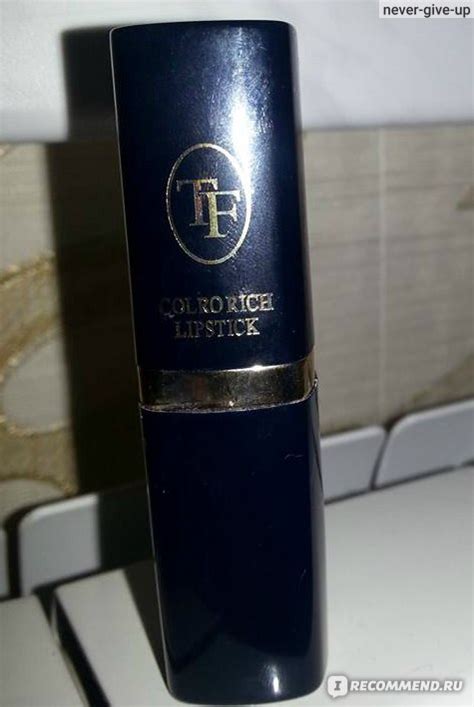 never-give-up
TF
COLRO RICH
LIPSTICK
I RECOMMEND.RU